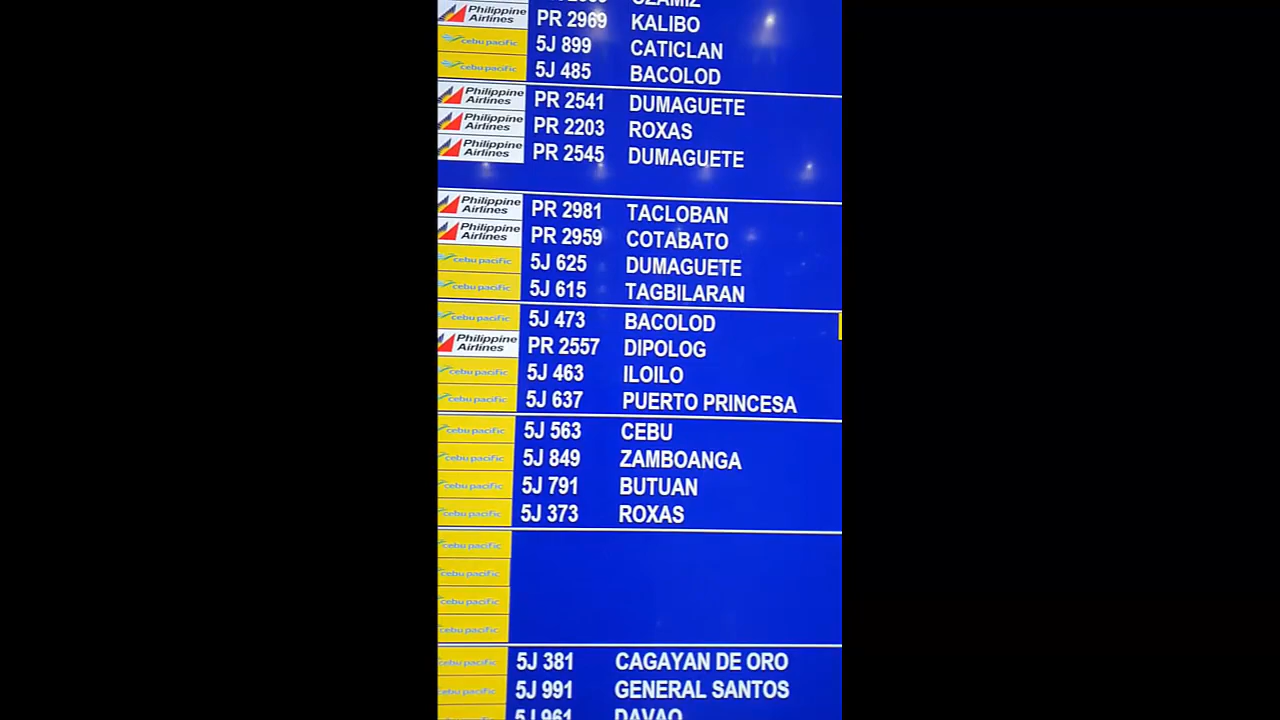 Philippine Airlines PR 2969 KALIBO
cebu pacific 5J 899 CATICLAN
cebu pacific 5J 485 BACOLOD
Philippine Airlines PR 2541 DUMAGUETE
Philippine Airlines PR 2203 ROXAS
Philippine Airlines PR 2545 DUMAGUETE
Philippine Airlines PR 2981 TACLOBAN
Philippine Airlines PR 2959 COTABATO
cebu pacific 5J 625 DUMAGUETE
cebu pacific 5J 615 TAGBILARAN
cebu pacific 5J 473 BACOLOD
Philippine Airlines PR 2557 DIPOLOG
cebu pacific 5J 463 ILOILO
cebu pacific 5J 637 PUERTO PRINCESA
cebu pacific 5J 563 CEBU
cebu pacific 5J 849 ZAMBOANGA
cebu pacific 5J 791 BUTUAN
cebu pacific 5J 373 ROXAS
cebu pacific
cebu pacific
cebu pacific
cebu pacific
cebu pacific 5J 381 CAGAYAN DE ORO
cebu pacific 5J 991 GENERAL SANTOS
5J 961 DAVAO